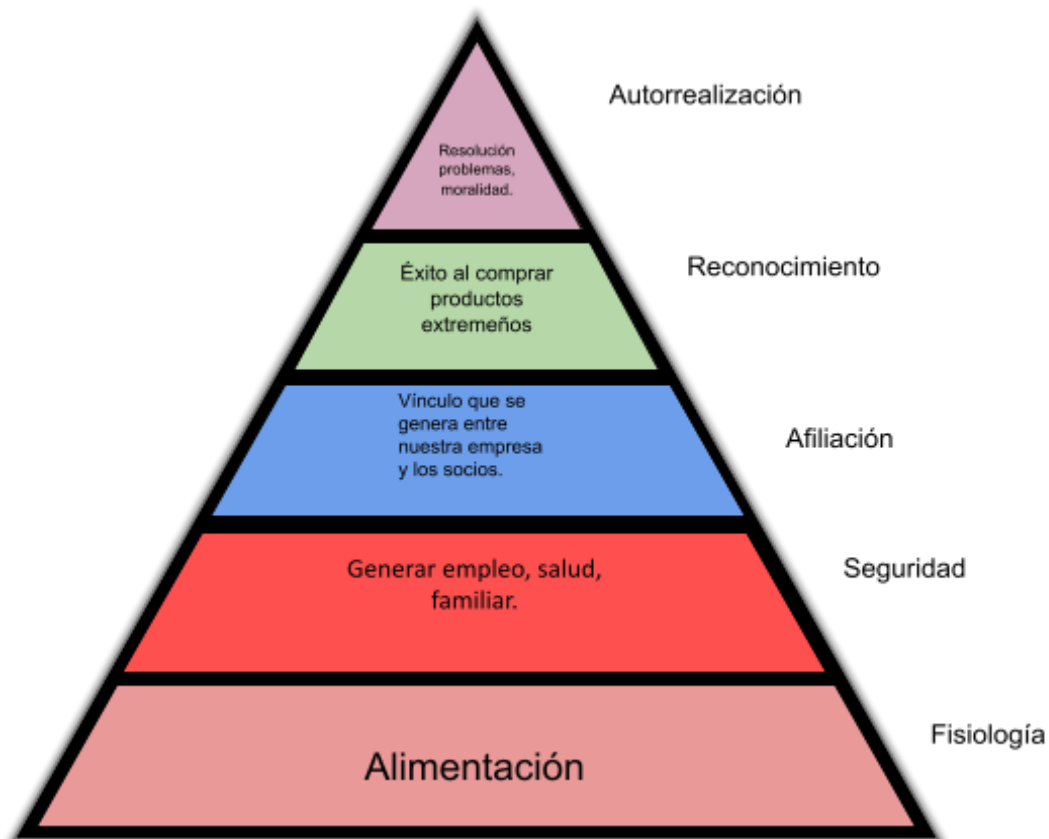 Autorrealización
Resolución
problemas,
moralidad.
Reconocimiento
Éxito al comprar
productos
extremeños
Afiliación
Vínculo que se
genera entre
nuestra empresa
y los socios.
Seguridad
Generar empleo, salud,
familiar.
Fisiología
Alimentación